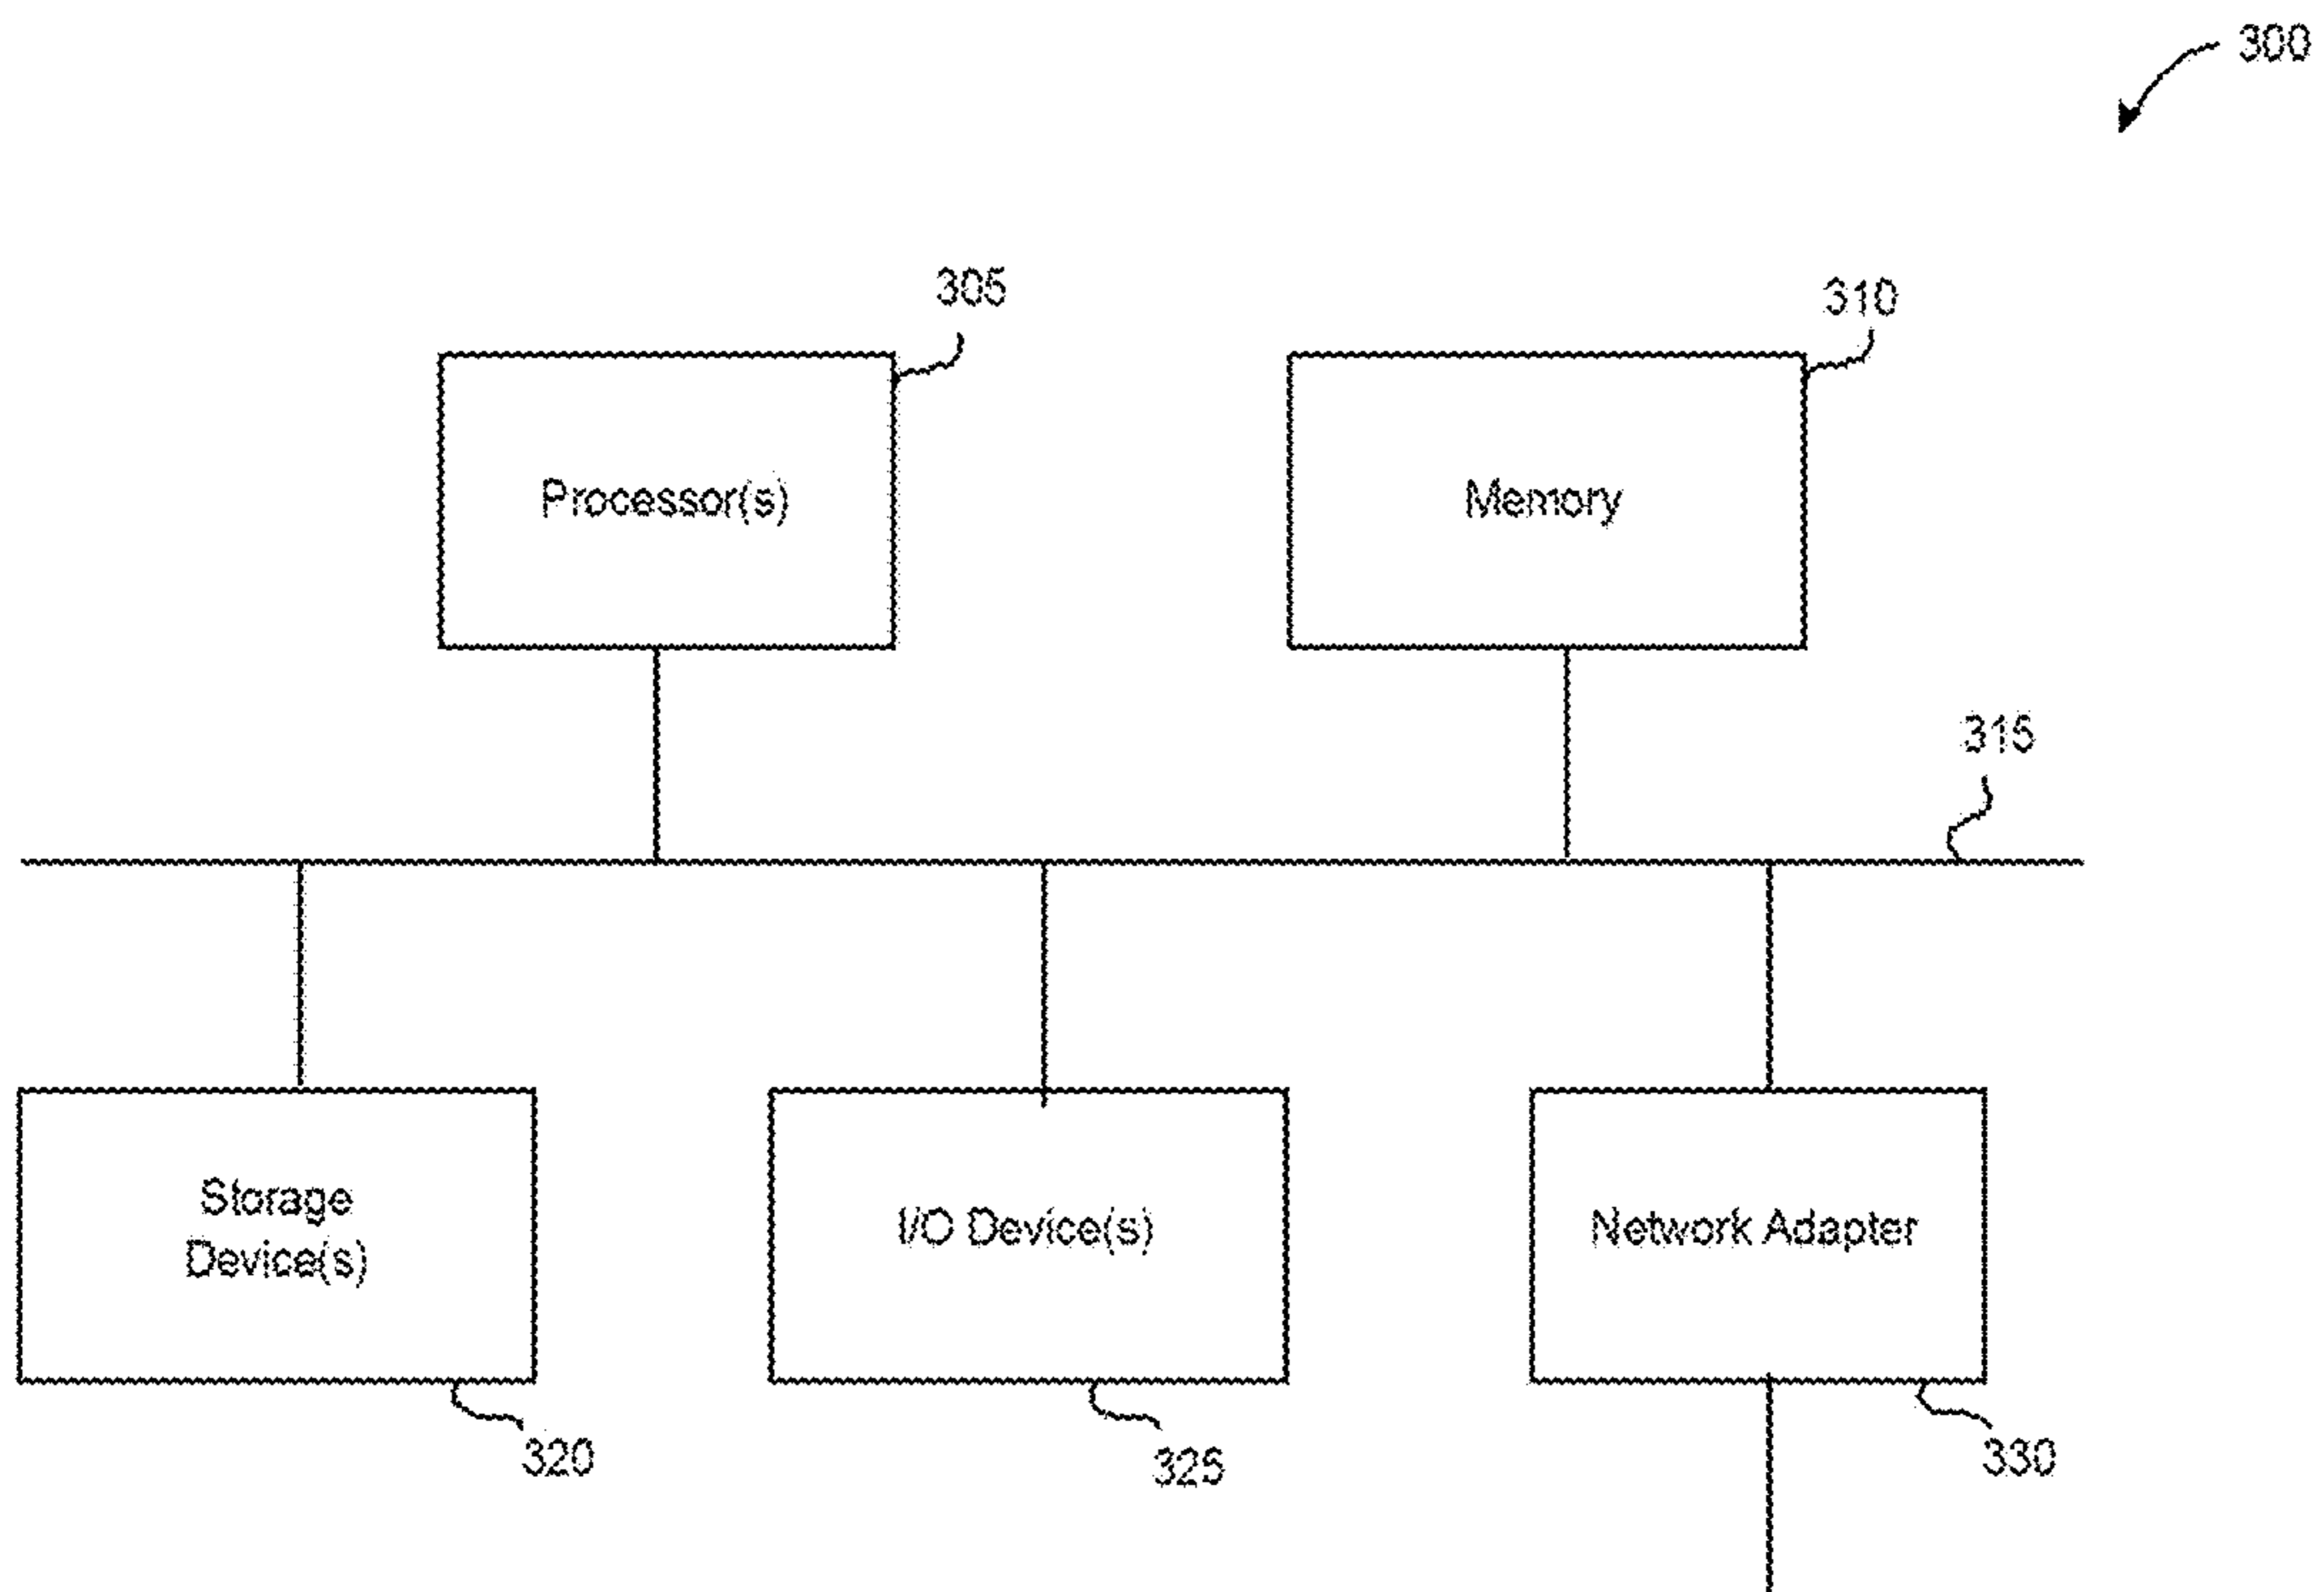 300
305
310
Processor(s)
Memory
315
Storage
Device(s)
I/O Device(s)
Network Adapter
320
325
330